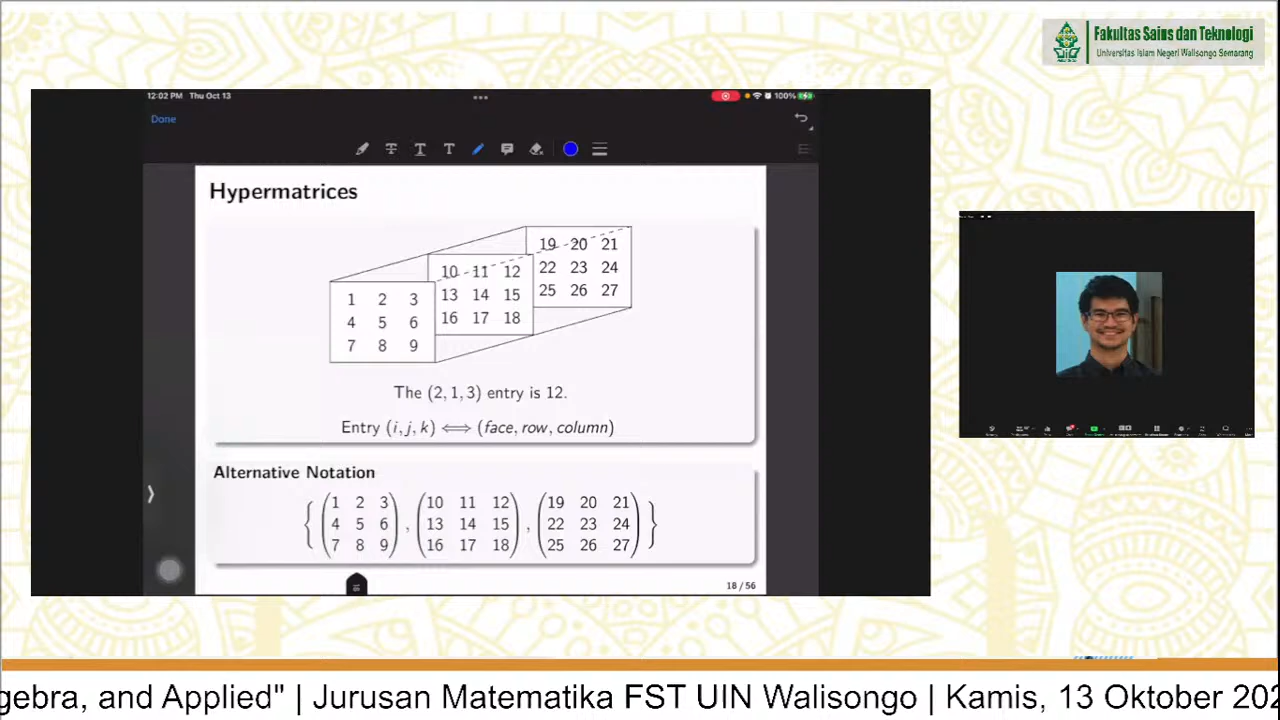 Fakultas Sains dan Teknologi
Universitas Islam Negeri Walisongo Semarang
12:02 PM Thu Oct 13
100%
Done
Hypermatrices
19 20 21
22 23 24
25 26 27
10 11 12
13 14 15
16 17 18
1 2 3
4 5 6
7 8 9
The (2, 1, 3) entry is 12.
Entry (i, j, k) ⟺ (face, row, column)
Alternative Notation
{ (1 2 3 , (10 11 12 , (19 20 21 }
4 5 6 13 14 15 22 23 24
7 8 9) 16 17 18) 25 26 27)
18 / 56
gebra, and Applied" | Jurusan Matematika FST UIN Walisongo | Kamis, 13 Oktober 202